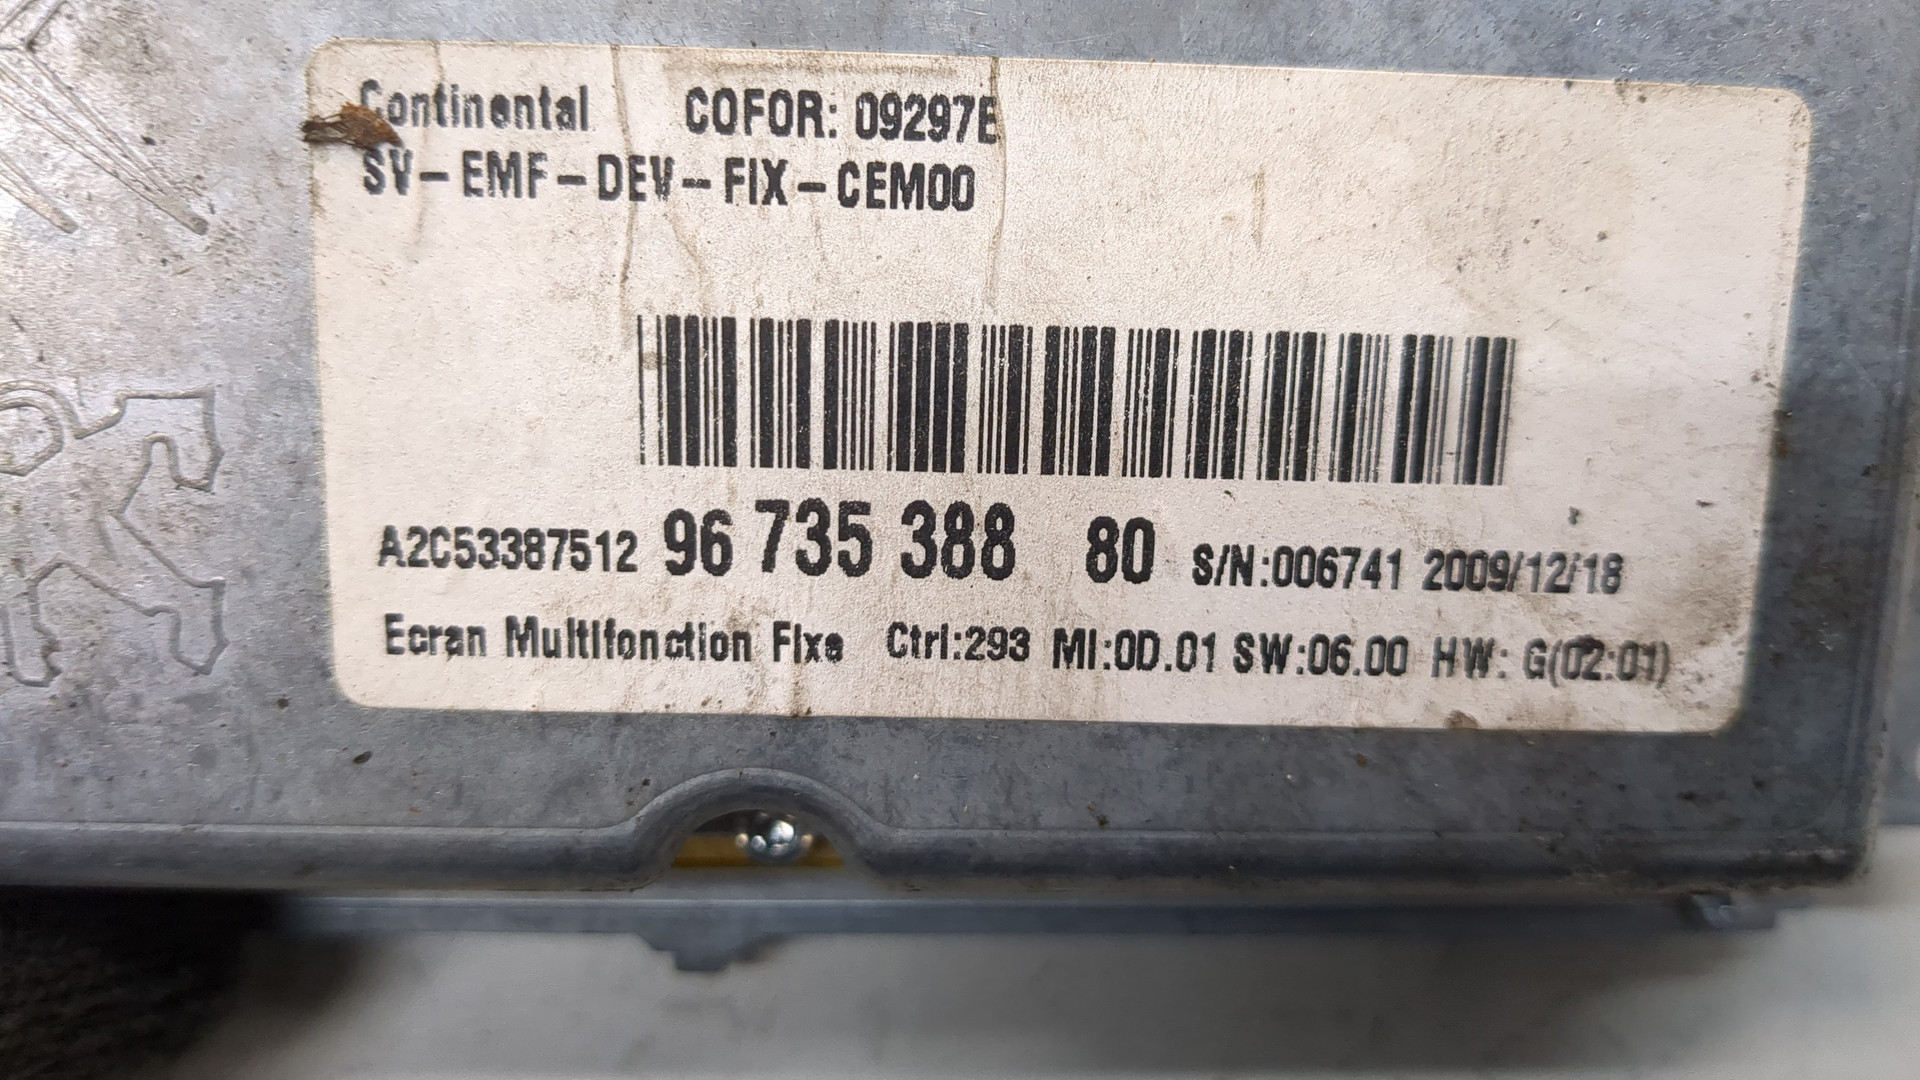 Continental COFOR: 09297E
SV-EMF-DEV-FIX-CEM00
A2C53387512 96 735 388 80 S/N:006741 2009/12/18
Ecran Multifonction Fixe Ctrl:293 MI:0D.01 SW:06.00 HW: G(02:01)